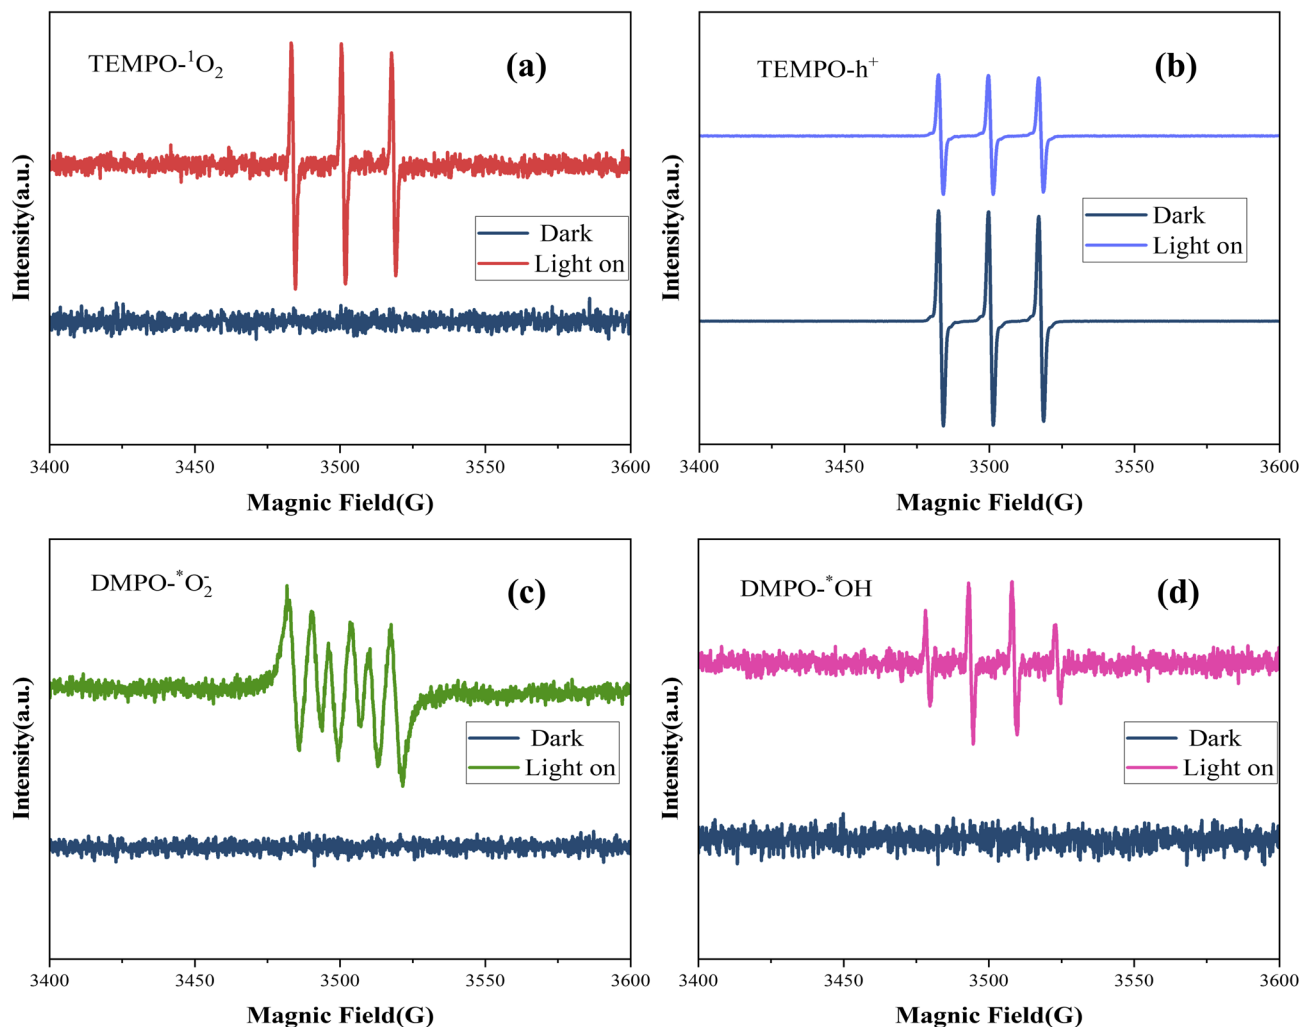 TEMPO-¹O₂
(a)
Intensity(a.u.)
Dark
Light on
3400 3450 3500 3550 3600
Magnic Field(G)
TEMPO-h⁺
(b)
Intensity(a.u.)
Dark
Light on
3400 3450 3500 3550 3600
Magnic Field(G)
DMPO-*O₂⁻
(c)
Intensity(a.u.)
Dark
Light on
3400 3450 3500 3550 3600
Magnic Field(G)
DMPO-*OH
(d)
Intensity(a.u.)
Dark
Light on
3400 3450 3500 3550 3600
Magnic Field(G)